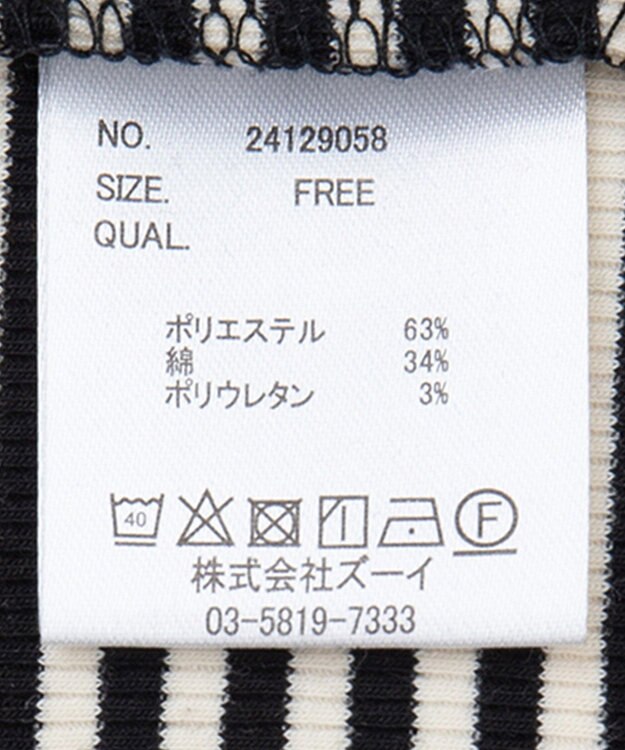 NO. 24129058
SIZE. FREE
QUAL.
ポリエステル 63%
綿 34%
ポリウレタン 3%
40 F
株式会社ズーイ
03-5819-7333